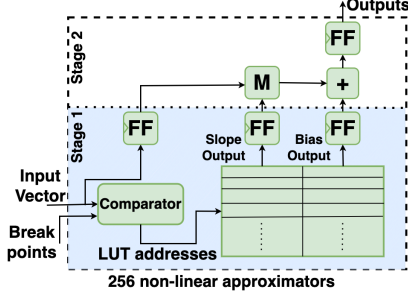 Outputs
Stage 2
FF
M
+
Stage 1
FF
FF
FF
Slope
Output
Bias
Output
Input
Vector
Comparator
Break
points
LUT addresses
256 non-linear approximators